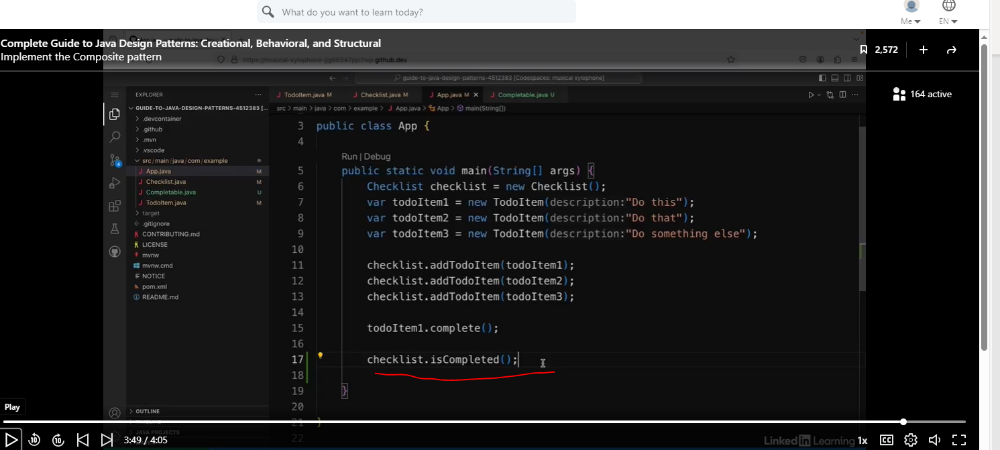 What do you want to learn today?
Me
EN
Complete Guide to Java Design Patterns: Creational, Behavioral, and Structural
Implement the Composite pattern
2,572
164 active
guide-to-java-design-patterns-4512383 [Codespaces: musical xylophone]
EXPLORER
GUIDE-TO-JAVA-DESIGN-PATTERNS-4512383 [...
.devcontainer
.github
.mvn
.vscode
src/main/java/com/example
App.java M
Checklist.java M
Completable.java U
TodoItem.java M
target
.gitignore
CONTRIBUTING.md
LICENSE
mvnw
mvnw.cmd
NOTICE
pom.xml
README.md
OUTLINE
JAVA PROJECTS
4
TodoItem.java M
Checklist.java M
App.java M
Completable.java U
src > main > java > com > example > App.java > App > main(String[])
3 public class App {
4
Run | Debug
5 public static void main(String[] args) {
6 Checklist checklist = new Checklist();
7 var todoItem1 = new TodoItem(description:"Do this");
8 var todoItem2 = new TodoItem(description:"Do that");
9 var todoItem3 = new TodoItem(description:"Do something else");
10
11 checklist.addTodoItem(todoItem1);
12 checklist.addTodoItem(todoItem2);
13 checklist.addTodoItem(todoItem3);
14
15 todoItem1.complete();
16
17 checklist.isCompleted();
18
19 }
20
21 }
22
Play
10
10
3:49 / 4:05
LinkedIn Learning
1x
CC